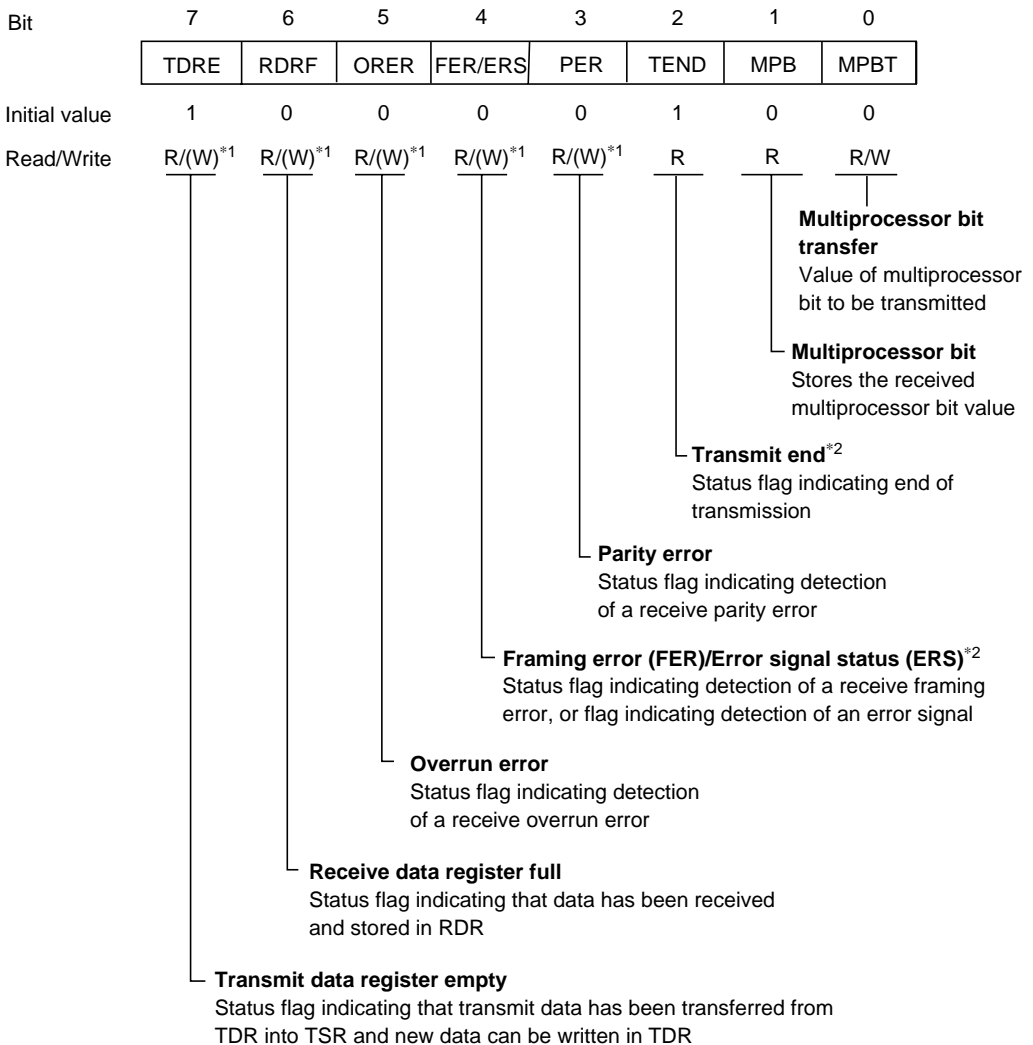 Bit 7 6 5 4 3 2 1 0
TDRE RDRF ORER FER/ERS PER TEND MPB MPBT
Initial value 1 0 0 0 0 1 0 0
Read/Write R/(W)*1 R/(W)*1 R/(W)*1 R/(W)*1 R/(W)*1 R R R/W
Multiprocessor bit
transfer
Value of multiprocessor
bit to be transmitted
Multiprocessor bit
Stores the received
multiprocessor bit value
Transmit end*2
Status flag indicating end of
transmission
Parity error
Status flag indicating detection
of a receive parity error
Framing error (FER)/Error signal status (ERS)*2
Status flag indicating detection of a receive framing
error, or flag indicating detection of an error signal
Overrun error
Status flag indicating detection
of a receive overrun error
Receive data register full
Status flag indicating that data has been received
and stored in RDR
Transmit data register empty
Status flag indicating that transmit data has been transferred from
TDR into TSR and new data can be written in TDR